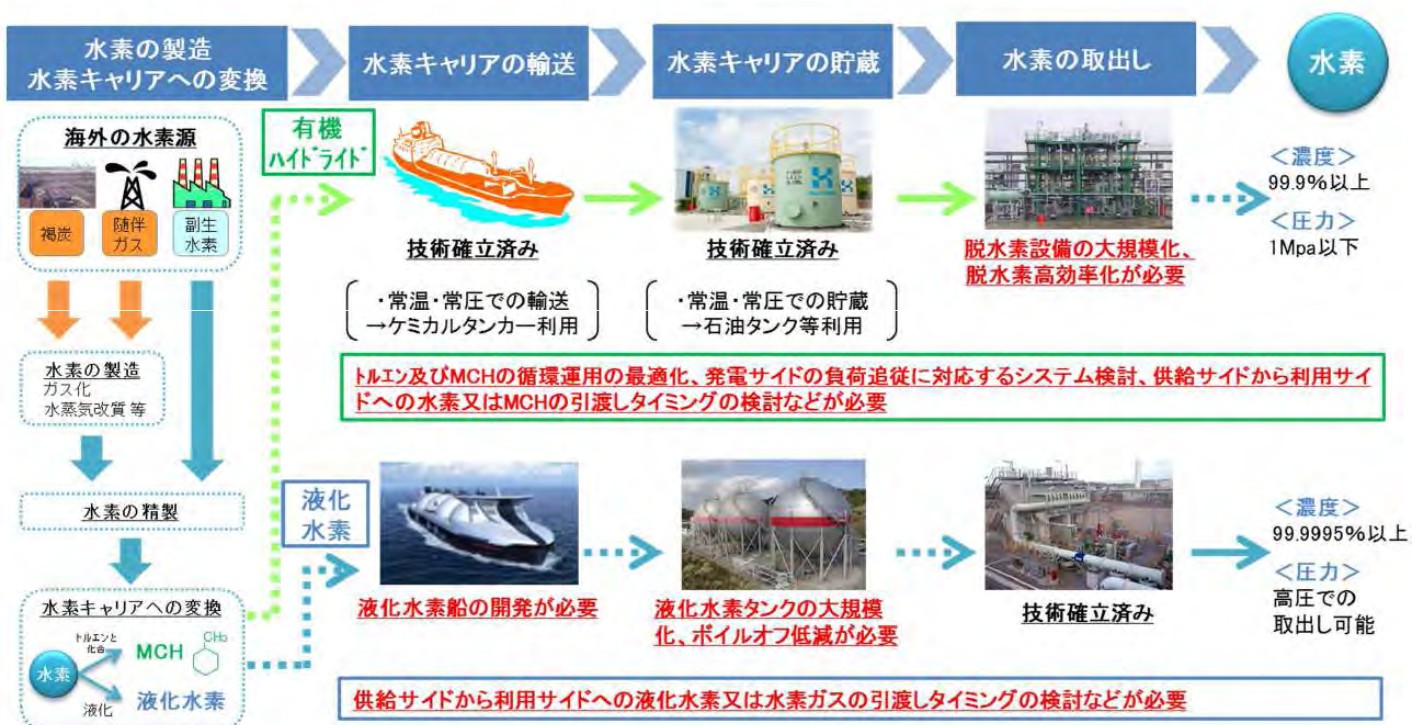 水素の製造
水素キャリアへの変換
水素キャリアの輸送
水素キャリアの貯蔵
水素の取出し
水素
海外の水素源
褐炭
随伴
ガス
副生
水素
水素の製造
ガス化
水蒸気改質 等
水素の精製
水素キャリアへの変換
水素
トルエンと
化合
MCH
CH₃
液化
液化水素
有機
ハイドライド
技術確立済み
・常温・常圧での輸送
→ケミカルタンカー利用
技術確立済み
・常温・常圧での貯蔵
→石油タンク等利用
脱水素設備の大規模化、
脱水素高効率化が必要
<濃度>
99.9%以上
<圧力>
1Mpa以下
トルエン及びMCHの循環運用の最適化、発電サイドの負荷追従に対応するシステム検討、供給サイドから利用サイ
ドへの水素又はMCHの引渡しタイミングの検討などが必要
液化
水素
液化水素船の開発が必要
液化水素タンクの大規模
化、ボイルオフ低減が必要
技術確立済み
<濃度>
99.9995%以上
<圧力>
高圧での
取出し可能
供給サイドから利用サイドへの液化水素又は水素ガスの引渡しタイミングの検討などが必要